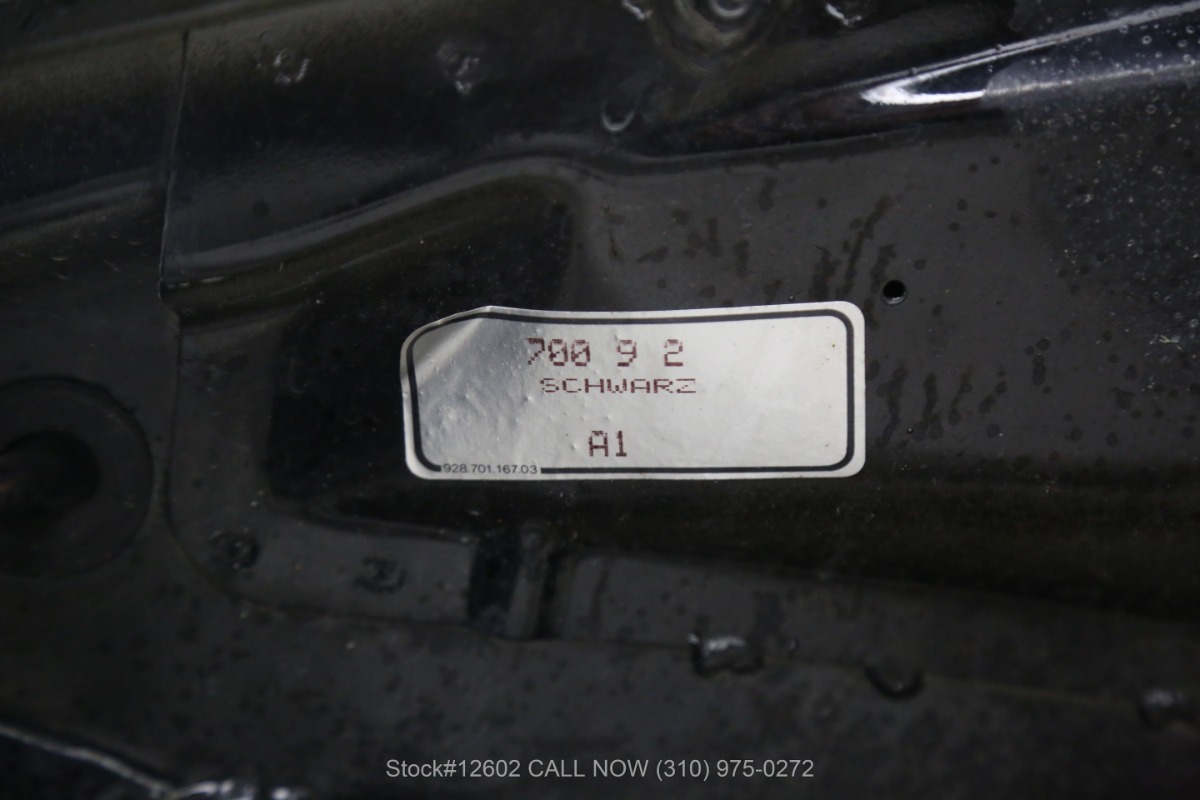 700 9 2
SCHWARZ
A1
928.701.167.03
Stock#12602 CALL NOW (310) 975-0272